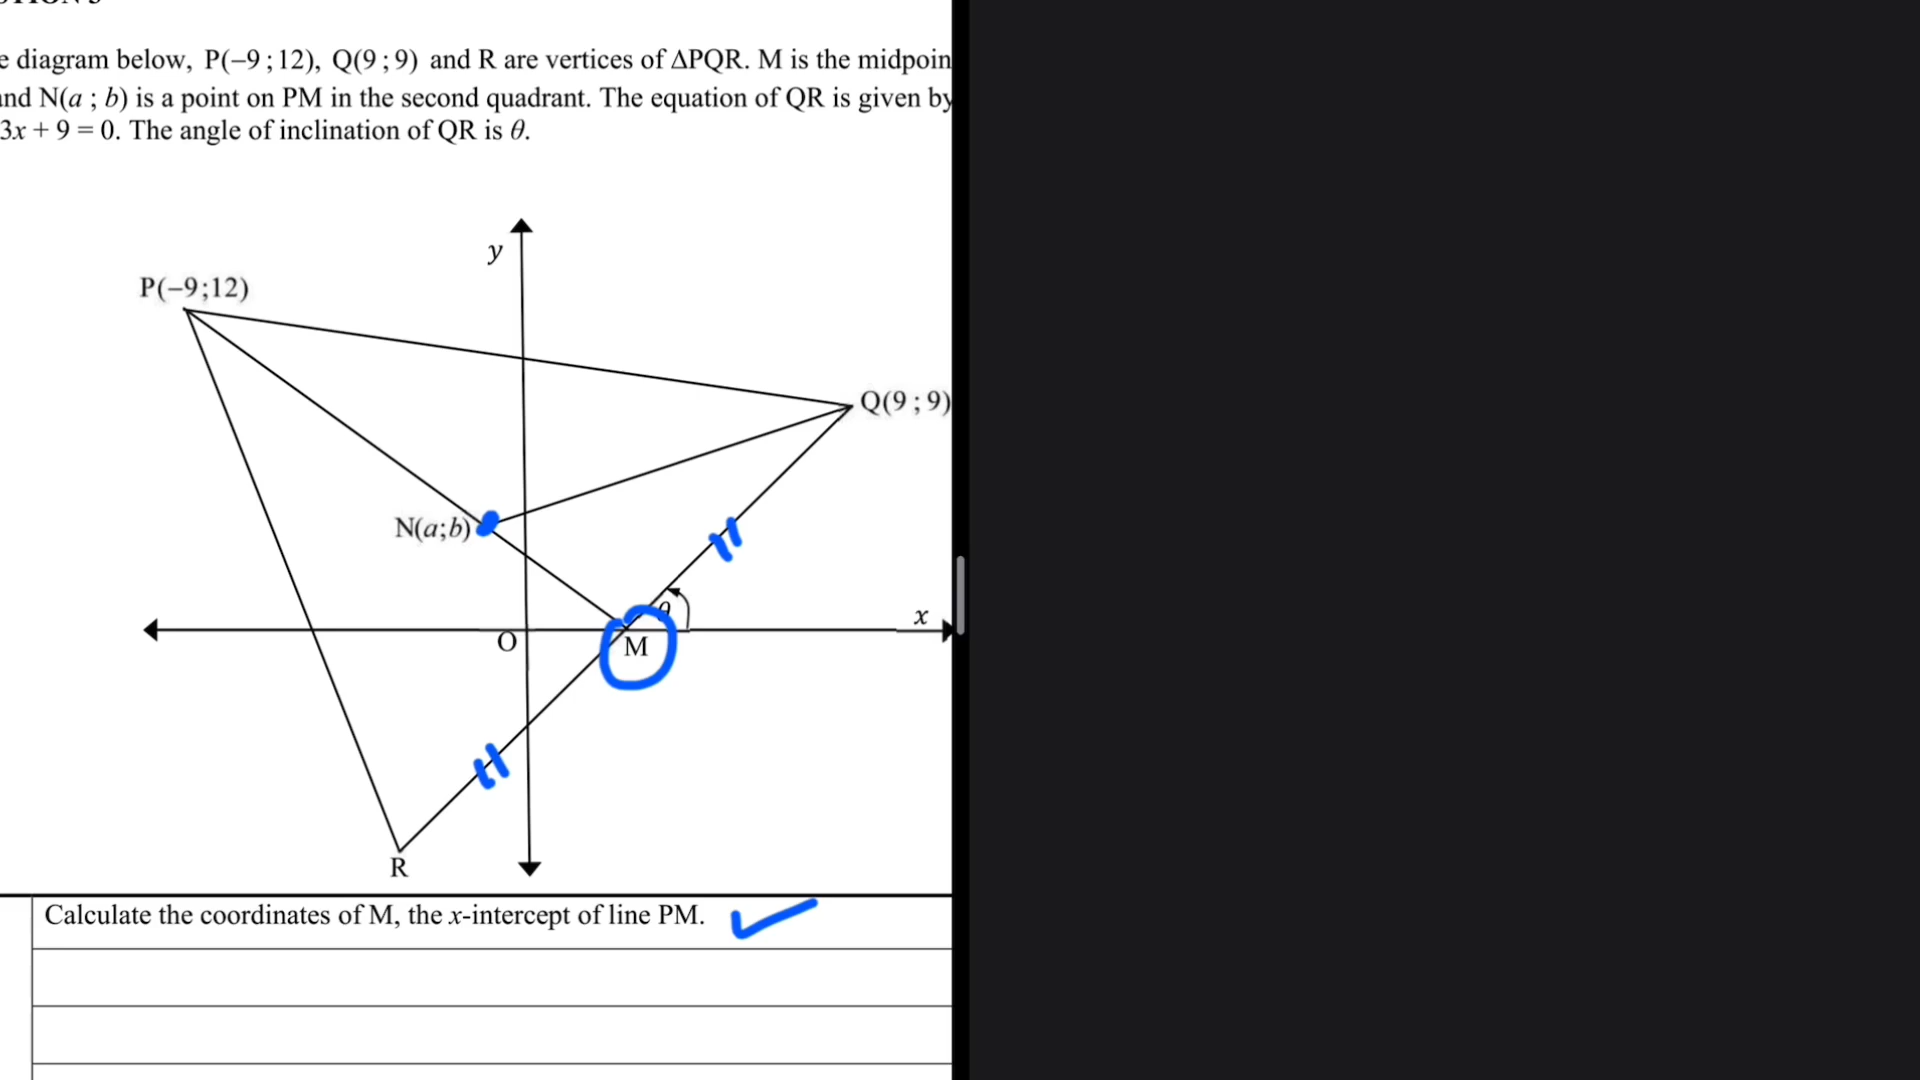 diagram below, P(−9 ; 12), Q(9 ; 9) and R are vertices of ΔPQR. M is the
N(a ; b) is a point on PM in the second quadrant. The equation of QR is given by
3x + 9 = 0. The angle of inclination of QR is θ.
y
P(−9;12)
Q(9 ; 9)
N(a;b)
θ
x
O
M
R
Calculate the coordinates of M, the x-intercept of line PM.